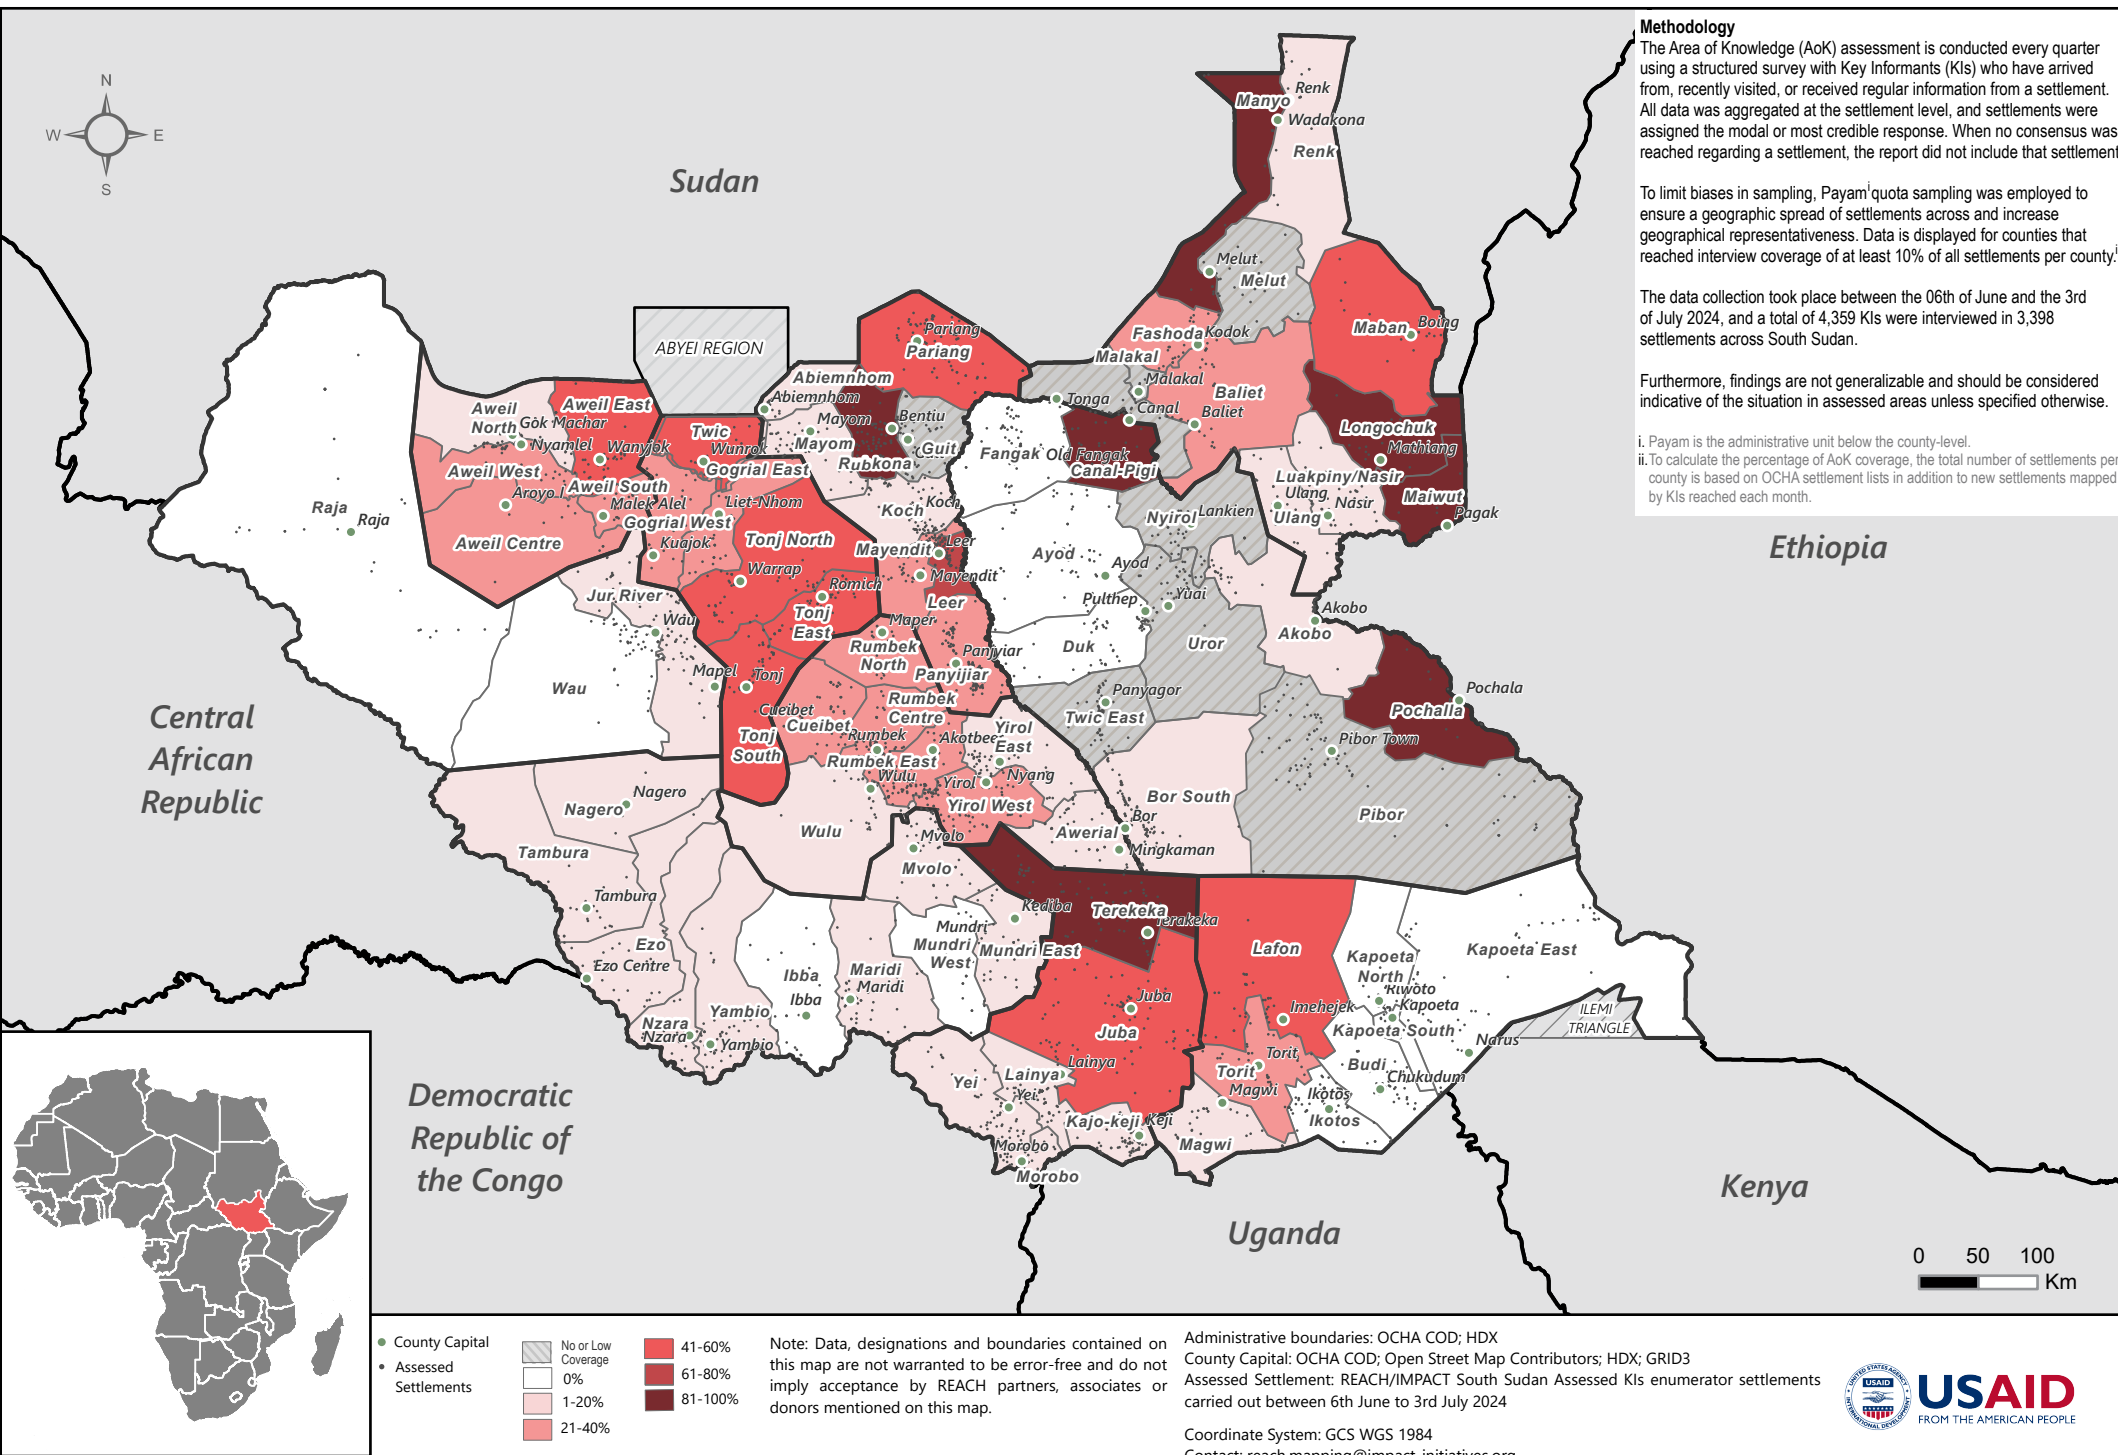 Methodology
The Area of Knowledge (AoK) assessment is conducted every quarter
using a structured survey with Key Informants (KIs) who have arrived
from, recently visited, or received regular information from a settlement.
All data was aggregated at the settlement level, and settlements were
assigned the modal or most credible response. When no consensus was
reached regarding a settlement, the report did not include that settlement
To limit biases in sampling, Payam i quota sampling was employed to
ensure a geographic spread of settlements across and increase
geographical representativeness. Data is displayed for counties that
reached interview coverage of at least 10% of all settlements per county.i
The data collection took place between the 06th of June and the 3rd
of July 2024, and a total of 4,359 KIs were interviewed in 3,398
settlements across South Sudan.
Furthermore, findings are not generalizable and should be considered
indicative of the situation in assessed areas unless specified otherwise.
i. Payam is the administrative unit below the county-level.
ii. To calculate the percentage of AoK coverage, the total number of settlements per
county is based on OCHA settlement lists in addition to new settlements mapped
by KIs reached each month.
N
W
E
S
Sudan
Ethiopia
Kenya
Uganda
Democratic
Republic of
the Congo
Central
African
Republic
ABYEI REGION
ILEMI
TRIANGLE
Renk
Manyo
Wadakona
Renk
Melut
Melut
Maban
Boing
Fashoda
Kodok
Malakal
Malakal
Baliet
Baliet
Tonga
Canal
Longochuk
Mathiang
Maiwut
Pagak
Luakpiny/Nasir
Ulang
Nasir
Ulang
Pariang
Pariang
Abiemnhom
Abiemnhom
Mayom
Mayom
Bentiu
Guit
Rubkona
Koch
Koch
Fangak
Old Fangak
Canal-Pigi
Nyirol
Lankien
Ayod
Ayod
Pulthep
Yuai
Uror
Duk
Akobo
Akobo
Pochala
Pochalla
Pibor Town
Pibor
Panyagor
Twic East
Bor South
Bor
Mingkaman
Awerial
Mayendit
Mayendit
Leer
Leer
Panjyiar
Panyijiar
Aweil
North
Gok Machar
Nyamlel
Aweil East
Wanyjok
Aweil West
Aroyo
Aweil South
Malek Alel
Aweil Centre
Twic
Wunrok
Gogrial East
Liet-Nhom
Gogrial West
Kuajok
Tonj North
Warrap
Romich
Tonj
East
Tonj
Tonj
South
Raja
Raja
Jur River
Wau
Wau
Mapel
Maper
Rumbek
North
Rumbek
Centre
Cueibet
Cueibet
Rumbek
Akotbee
Rumbek East
Wulu
Wulu
Yirol
East
Nyang
Yirol
Yirol West
Nagero
Nagero
Tambura
Tambura
Ezo
Ezo Centre
Nzara
Nzara
Yambio
Yambio
Ibba
Ibba
Maridi
Maridi
Mvolo
Mvolo
Mundri
Mundri
West
Mundri East
Kediba
Terekeka
Terakeka
Juba
Juba
Lafon
Imehejek
Torit
Torit
Magwi
Magwi
Ikotos
Ikotos
Kapoeta
North
Riwoto
Kapoeta
Kapoeta South
Kapoeta East
Narus
Budi
Chukudum
Yei
Yei
Lainya
Lainya
Kajo-keji
Keji
Morobo
Morobo
0 50 100
Km
County Capital
Assessed
Settlements
No or Low
Coverage
0%
1-20%
21-40%
41-60%
61-80%
81-100%
Note: Data, designations and boundaries contained on
this map are not warranted to be error-free and do not
imply acceptance by REACH partners, associates or
donors mentioned on this map.
Administrative boundaries: OCHA COD; HDX
County Capital: OCHA COD; Open Street Map Contributors; HDX; GRID3
Assessed Settlement: REACH/IMPACT South Sudan Assessed KIs enumerator settlements
carried out between 6th June to 3rd July 2024
Coordinate System: GCS WGS 1984
Contact: reach.mapping@impact-initiatives.org
USAID
USAID
FROM THE AMERICAN PEOPLE